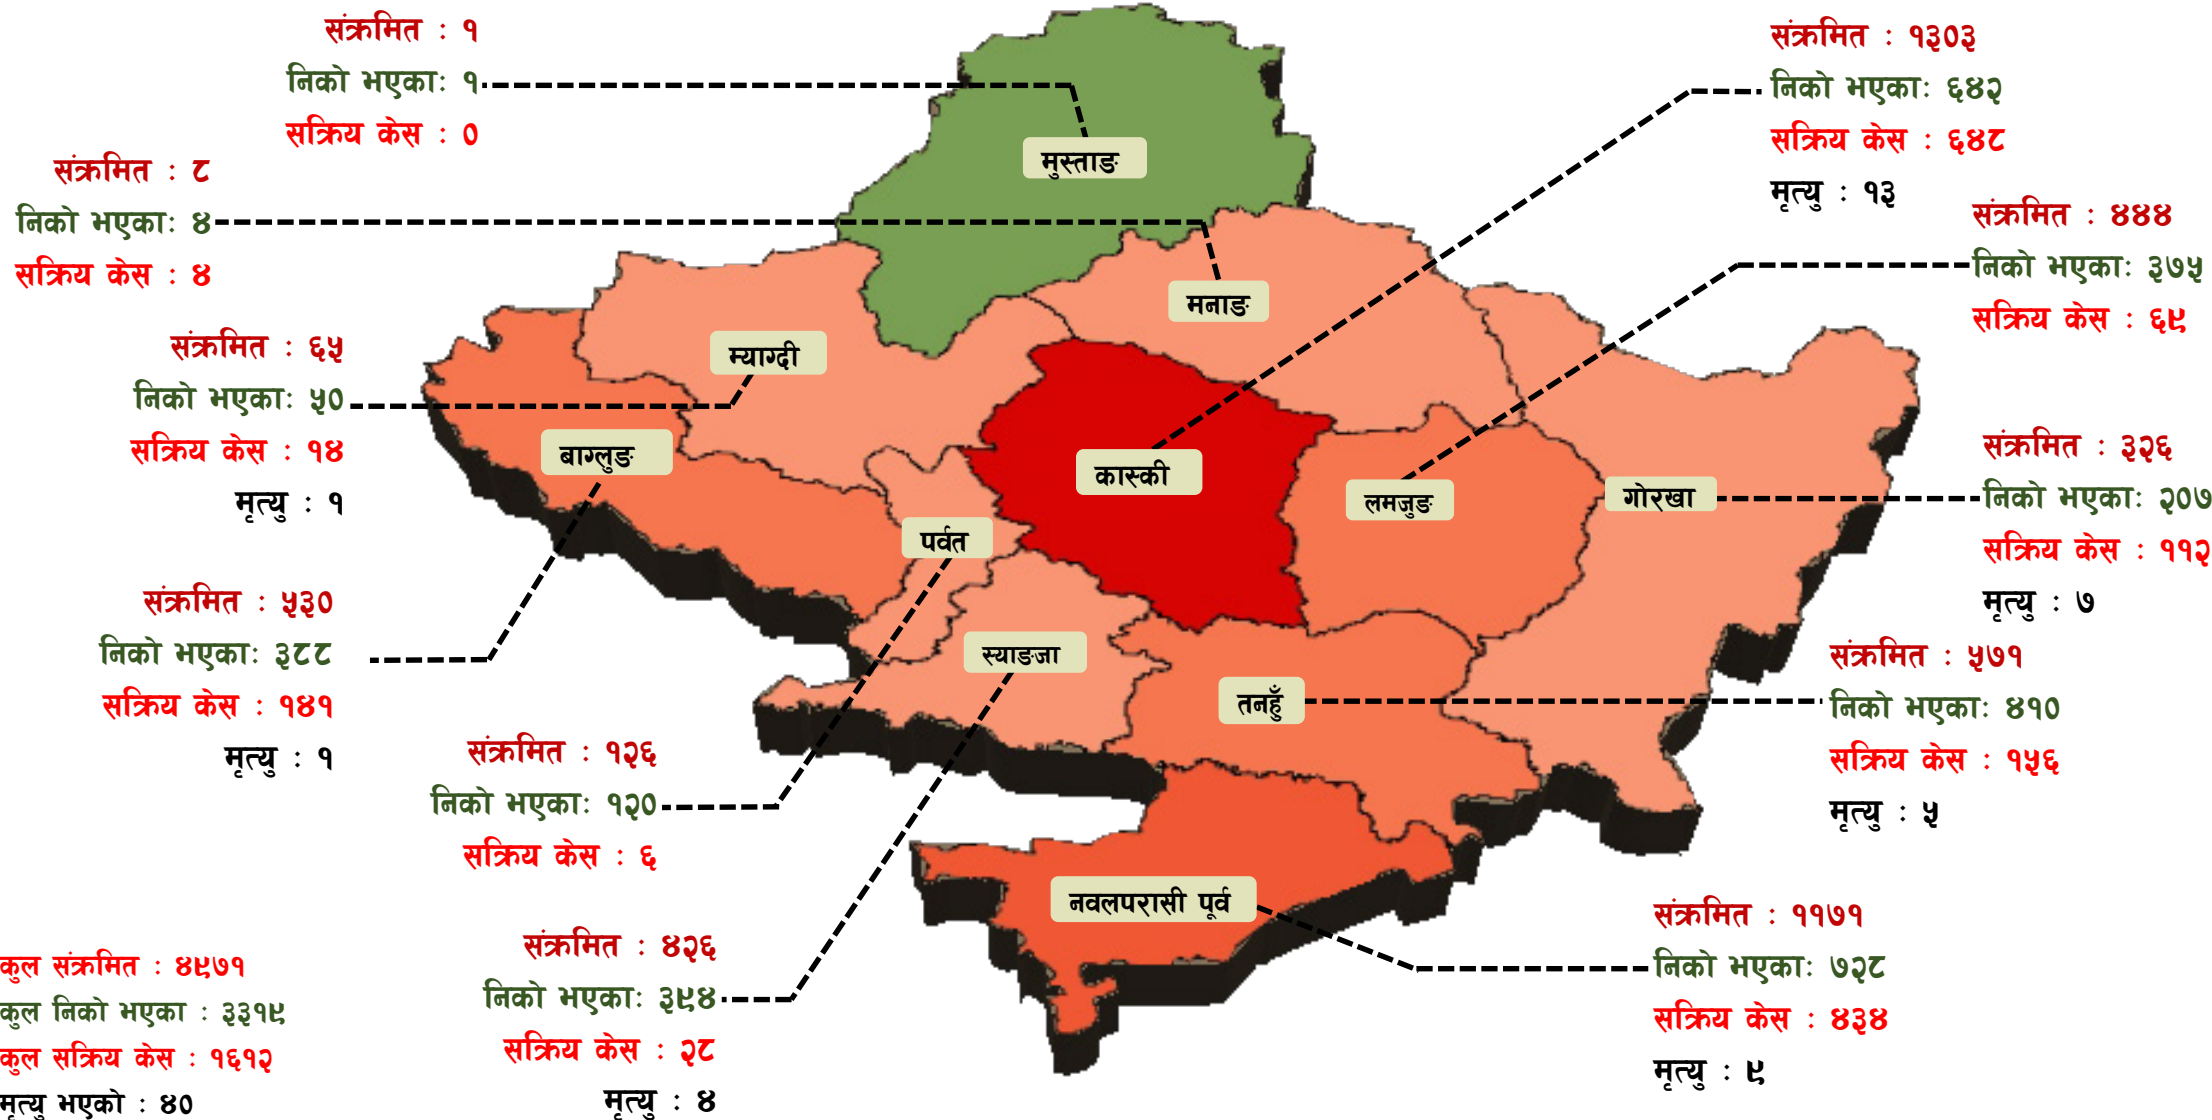 संक्रमित : १
निको भएका: १
सक्रिय केस : ०
मुस्ताङ
संक्रमित : ८
निको भएका: ४
सक्रिय केस : ४
मनाङ
संक्रमित : ६५
निको भएका: ५०
सक्रिय केस : १४
मृत्यु : १
म्याग्दी
संक्रमित : ५३०
निको भएका: ३८८
सक्रिय केस : १४१
मृत्यु : १
बाग्लुङ
संक्रमित : १२६
निको भएका: १२०
सक्रिय केस : ६
पर्वत
संक्रमित : ४२६
निको भएका: ३९४
सक्रिय केस : २८
मृत्यु : ४
स्याङजा
संक्रमित : १३०३
निको भएका: ६४२
सक्रिय केस : ६४८
मृत्यु : १३
कास्की
संक्रमित : ४४४
निको भएका: ३७५
सक्रिय केस : ६९
लमजुङ
संक्रमित : ३२६
निको भएका: २०७
सक्रिय केस : ११२
मृत्यु : ७
गोरखा
संक्रमित : ५७१
निको भएका: ४१०
सक्रिय केस : १५६
मृत्यु : ५
तनहुँ
संक्रमित : ११७१
निको भएका: ७२८
सक्रिय केस : ४३४
मृत्यु : ९
नवलपरासी पूर्व
कुल संक्रमित : ४९७१
कुल निको भएका : ३३१९
कुल सक्रिय केस : १६१२
मृत्यु भएको : ४०